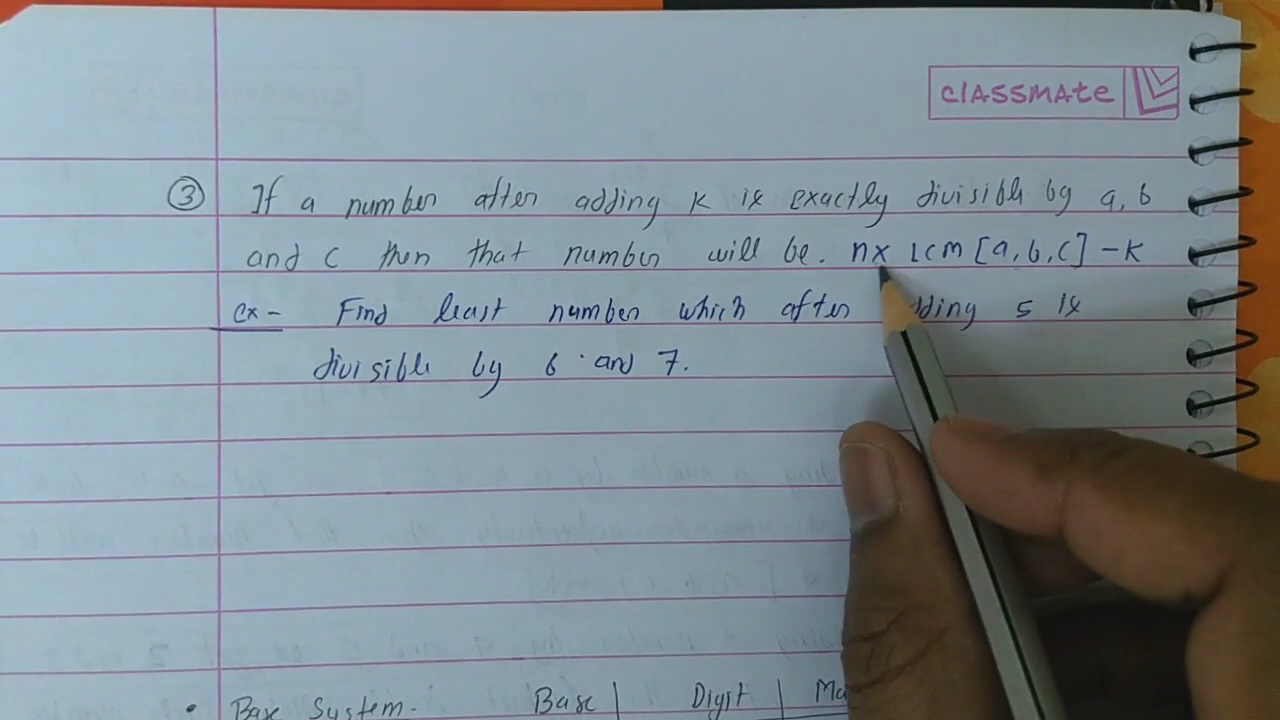 classmate
③ If a number after adding k is exactly divisible by a, b
and c then that number will be. n× lcm [a, b, c] - k
ex- Find least number which after adding 5 is
divisible by 6 and 7.
• Base System. Base | Digit |